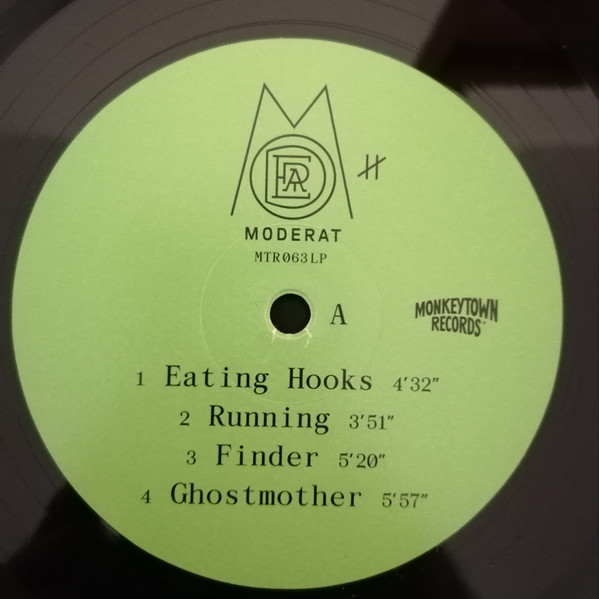 MODERAT
MTR063LP
A
MONKEYTOWN
RECORDS
1 Eating Hooks 4'32"
2 Running 3'51"
3 Finder 5'20"
4 Ghostmother 5'57"